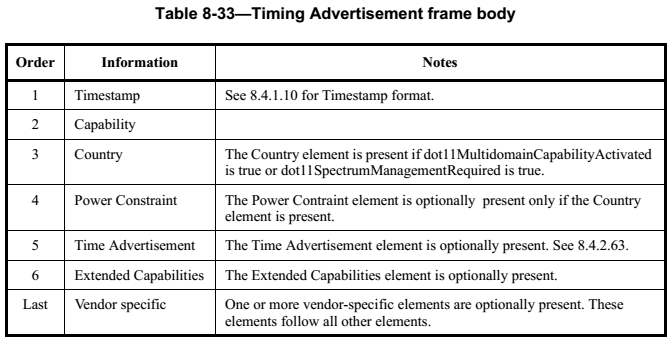 Table 8-33—Timing Advertisement frame body
Order Information Notes
1 Timestamp See 8.4.1.10 for Timestamp format.
2 Capability
3 Country The Country element is present if dot11MultidomainCapabilityActivated
is true or dot11SpectrumManagementRequired is true.
4 Power Constraint The Power Contraint element is optionally present only if the Country
element is present.
5 Time Advertisement The Time Advertisement element is optionally present. See 8.4.2.63.
6 Extended Capabilities The Extended Capabilities element is optionally present.
Last Vendor specific One or more vendor-specific elements are optionally present. These
elements follow all other elements.